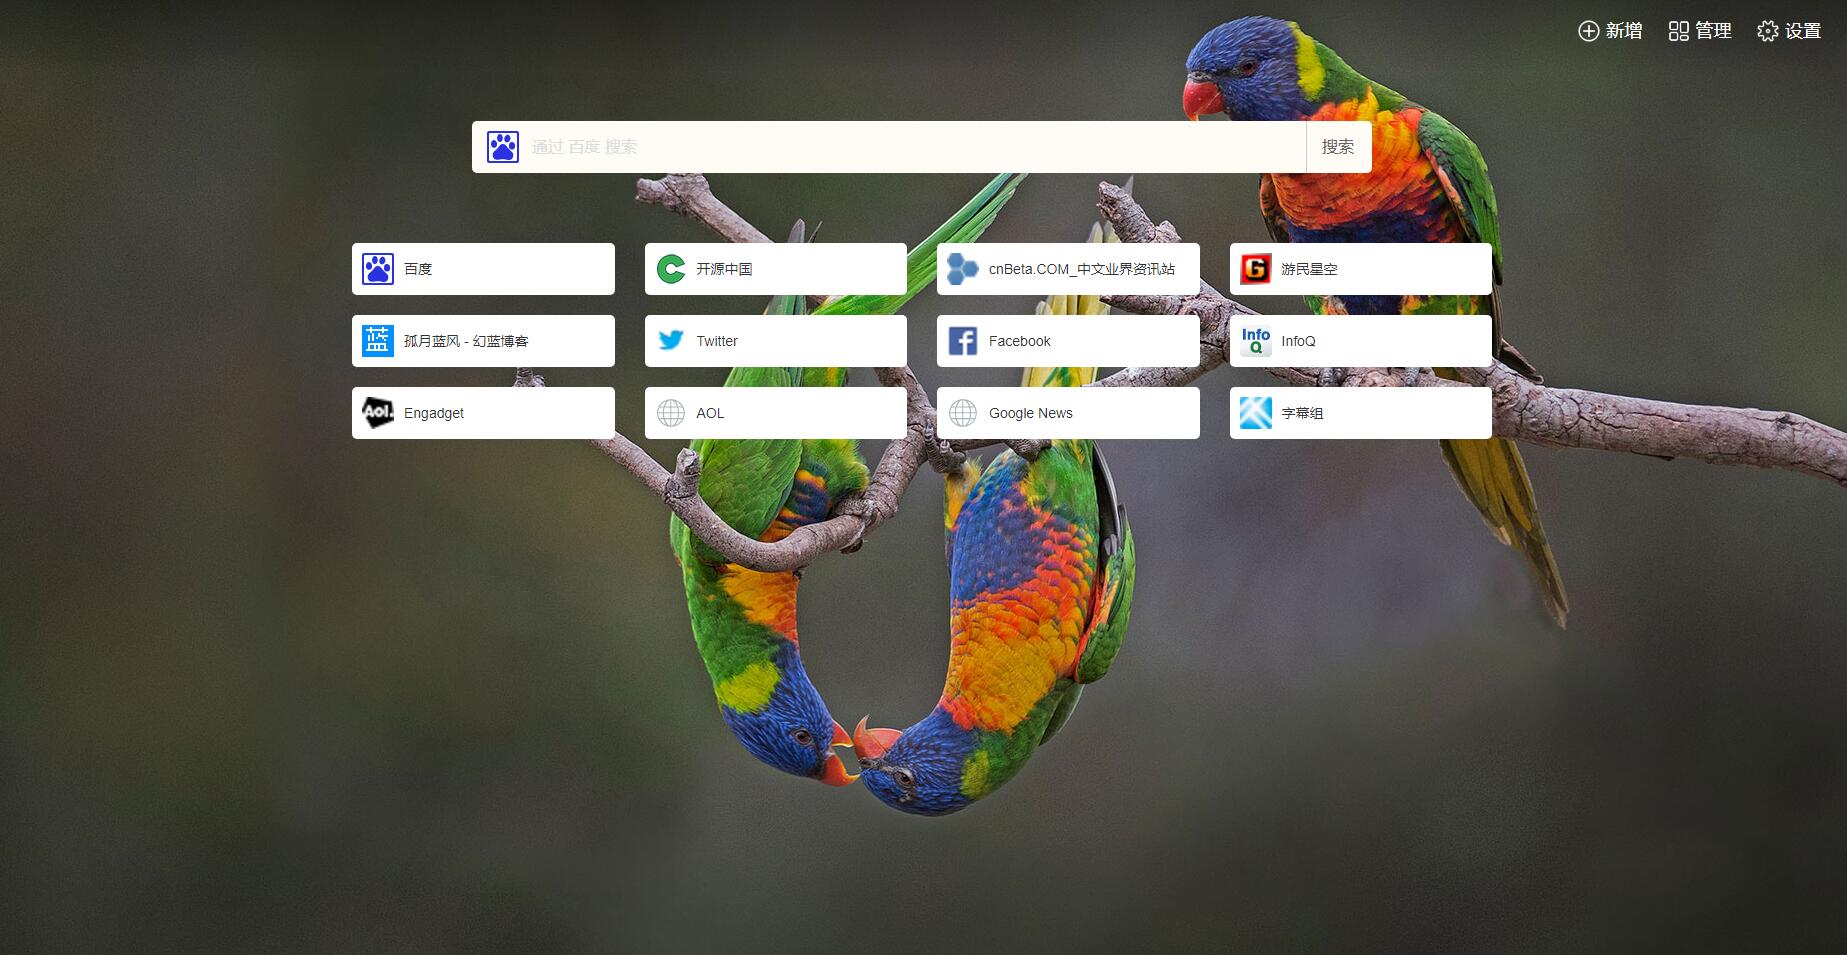 新增 管理 设置
通过 百度 搜索 搜索
百度 开源中国 cnBeta.COM_中文业界资讯站 G 游民星空
蓝 孤月蓝风 - 幻蓝博客 Twitter f Facebook Info Q InfoQ
Aol. Engadget AOL Google News 字幕组